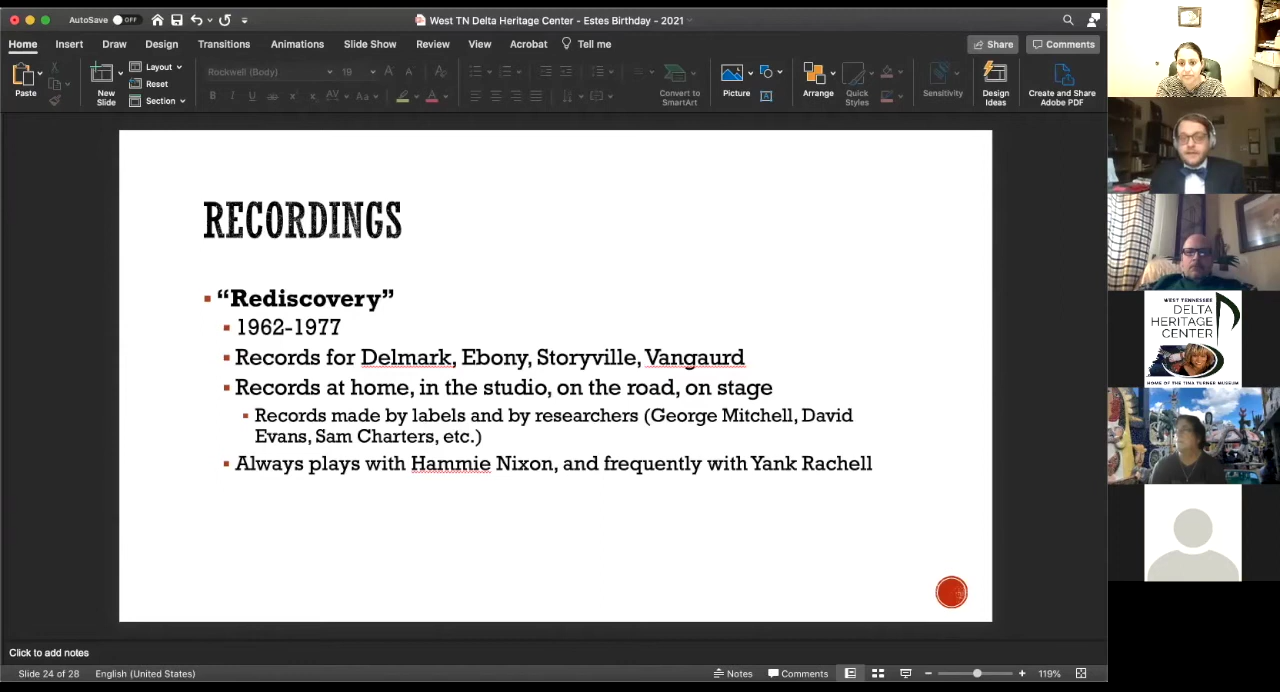 AutoSave OFF West TN Delta Heritage Center - Estes Birthday - 2021
Home Insert Draw Design Transitions Animations Slide Show Review View Acrobat Tell me Share Comments
Paste New Slide Layout Reset Section Rockwell (Body) 19 Convert to SmartArt Picture Arrange Quick Styles Sensitivity Design Ideas Create and Share Adobe PDF
RECORDINGS
“Rediscovery”
1962-1977
Records for Delmark, Ebony, Storyville, Vangaurd
Records at home, in the studio, on the road, on stage
Records made by labels and by researchers (George Mitchell, David
Evans, Sam Charters, etc.)
Always plays with Hammie Nixon, and frequently with Yank Rachell
Click to add notes
Slide 24 of 28 English (United States) Notes Comments 119%
WEST TENNESSEE
DELTA
HERITAGE
CENTER
HOME OF THE TINA TURNER MUSEUM